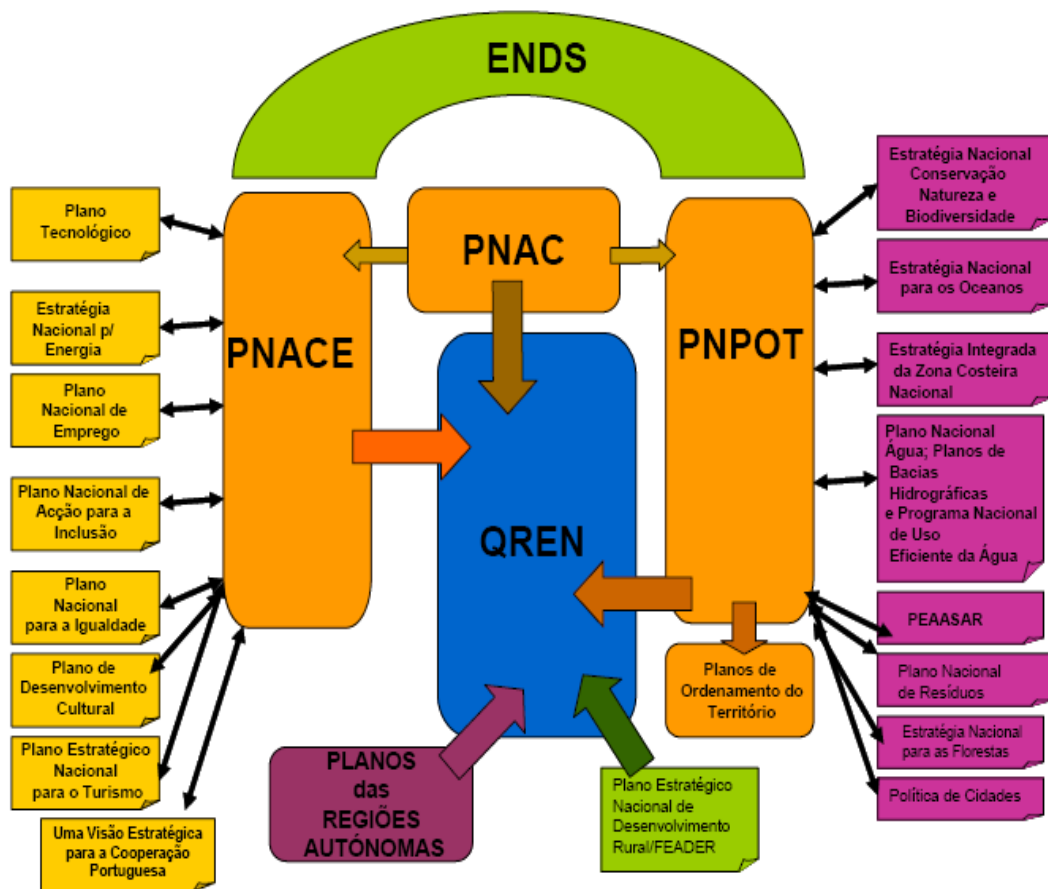 ENDS
Plano
Tecnológico
Estratégia
Nacional p/
Energia
Plano
Nacional de
Emprego
Plano Nacional de
Acção para a
Inclusão
Plano
Nacional
para a Igualdade
Plano de
Desenvolvimento
Cultural
Plano Estratégico
Nacional
para o Turismo
Uma Visão Estratégica
para a Cooperação
Portuguesa
PNACE
PNAC
QREN
PNPOT
Planos de
Ordenamento do
Território
PLANOS
das
REGIÕES
AUTÓNOMAS
Plano Estratégico
Nacional de
Desenvolvimento
Rural/FEADER
Estratégia Nacional
Conservação
Natureza e
Biodiversidade
Estratégia Nacional
para os Oceanos
Estratégia Integrada
da Zona Costeira
Nacional
Plano Nacional
Água; Planos de
Bacias
Hidrográficas
e Programa Nacional
de Uso
Eficiente da Água
PEAASAR
Plano Nacional
de Resíduos
Estratégia Nacional
para as Florestas
Política de Cidades